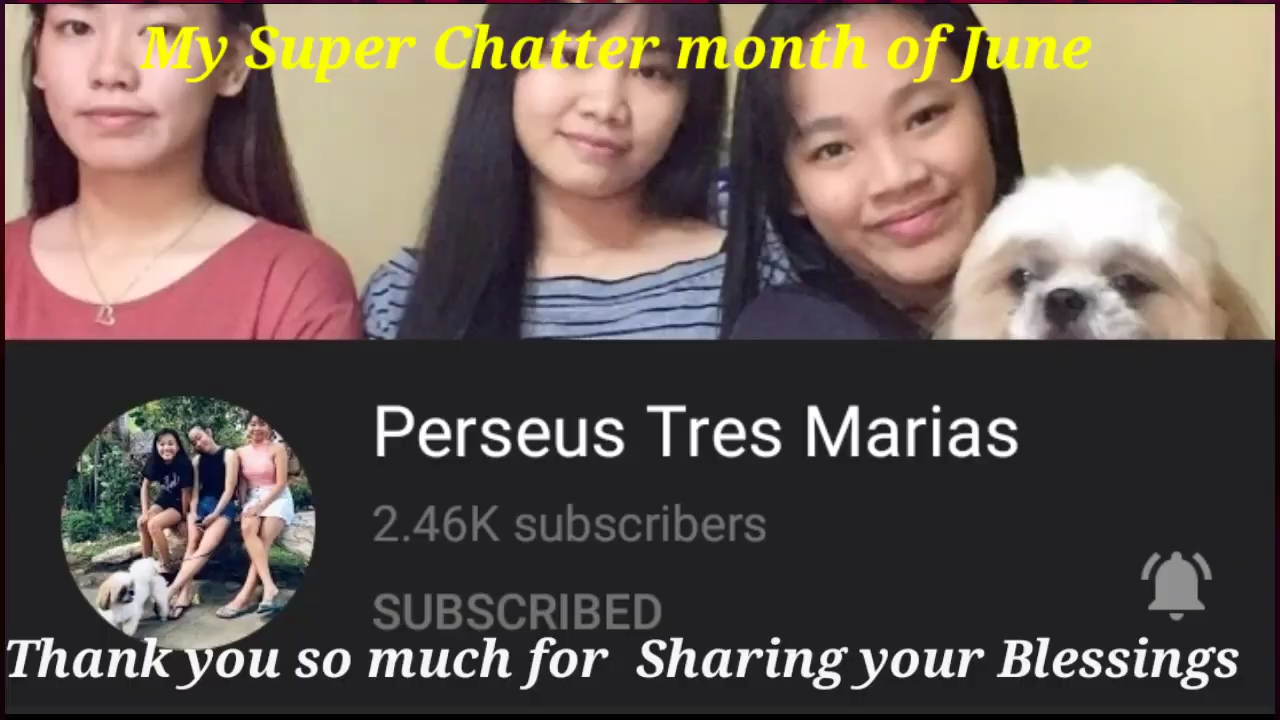 My Super Chatter month of June
Perseus Tres Marias
2.46K subscribers
SUBSCRIBED
Thank you so much for Sharing your Blessings